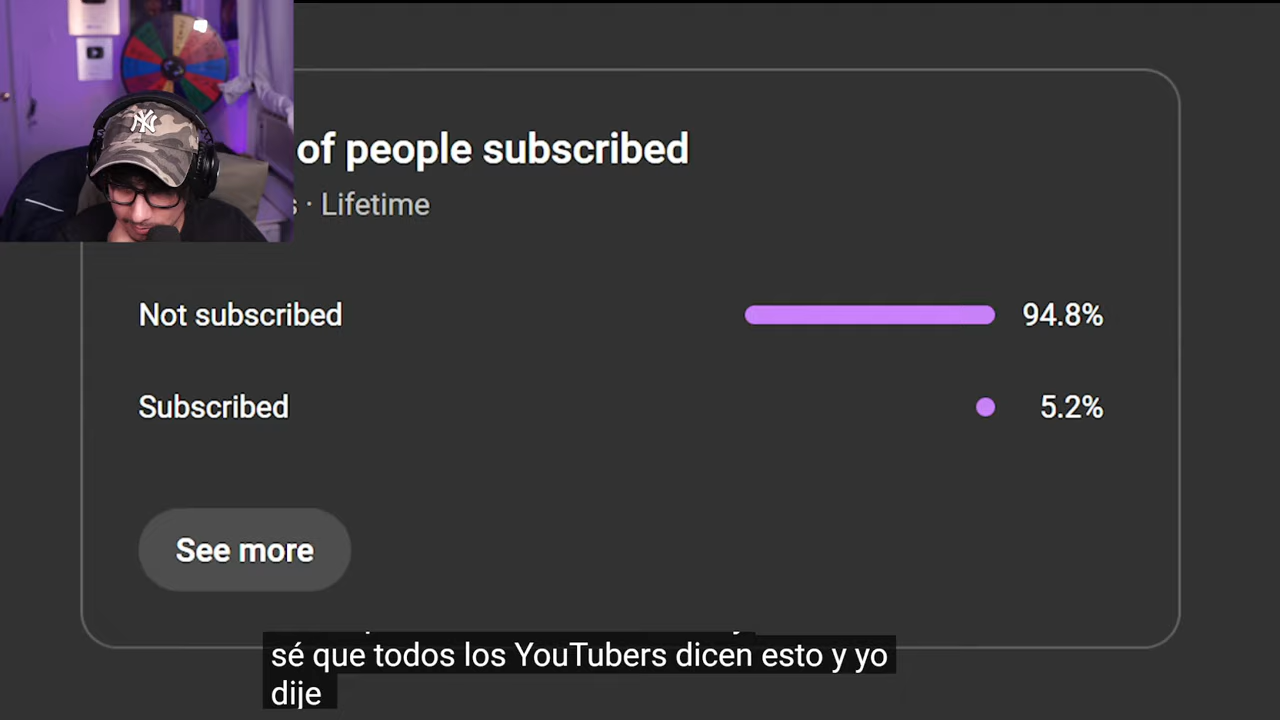 NY
of people subscribed
s · Lifetime
Not subscribed 94.8%
Subscribed 5.2%
See more
sé que todos los YouTubers dicen esto y yo
dije